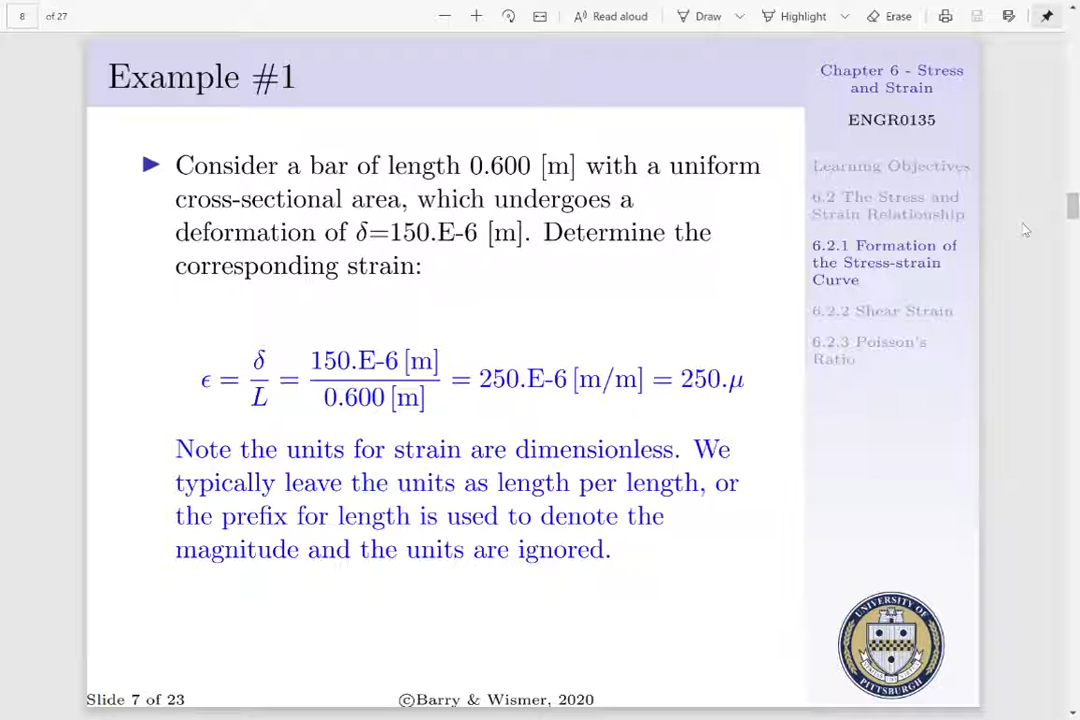 8 of 27
Read aloud
Draw
Highlight
Erase
Example #1
Consider a bar of length 0.600 [m] with a uniform
cross-sectional area, which undergoes a
deformation of δ=150.E-6 [m]. Determine the
corresponding strain:
ϵ = δ/L = 150.E-6 [m]/0.600 [m] = 250.E-6 [m/m] = 250.μ
Note the units for strain are dimensionless. We
typically leave the units as length per length, or
the prefix for length is used to denote the
magnitude and the units are ignored.
Chapter 6 - Stress
and Strain
ENGR0135
Learning Objectives
6.2 The Stress and
Strain Relationship
6.2.1 Formation of
the Stress-strain
Curve
6.2.2 Shear Strain
6.2.3 Poisson's
Ratio
UNIVERSITY OF
PITTSBURGH
Slide 7 of 23
©Barry & Wismer, 2020